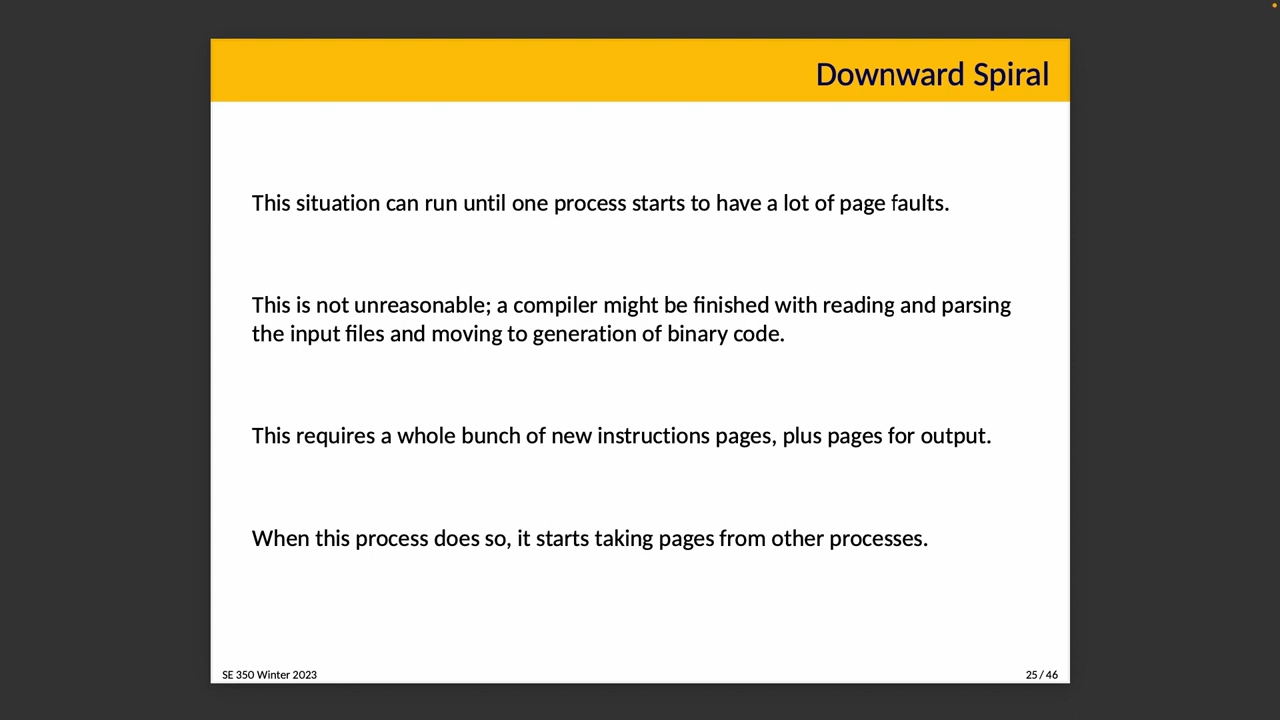 Downward Spiral
This situation can run until one process starts to have a lot of page faults.
This is not unreasonable; a compiler might be finished with reading and parsing
the input files and moving to generation of binary code.
This requires a whole bunch of new instructions pages, plus pages for output.
When this process does so, it starts taking pages from other processes.
SE 350 Winter 2023
25 / 46